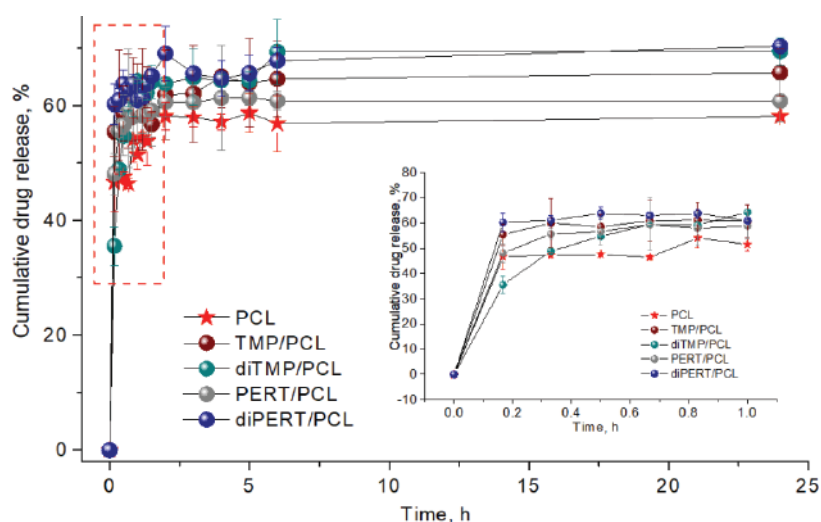 Cumulative drug release, %
60
40
20
0
PCL
TMP/PCL
diTMP/PCL
PERT/PCL
diPERT/PCL
0
5
10
15
20
25
Time, h
Cumulative drug release, %
80
70
60
50
40
30
20
10
0
-10
PCL
TMP/PCL
diTMP/PCL
PERT/PCL
diPERT/PCL
0.0
0.2
0.4
0.6
0.8
1.0
Time, h